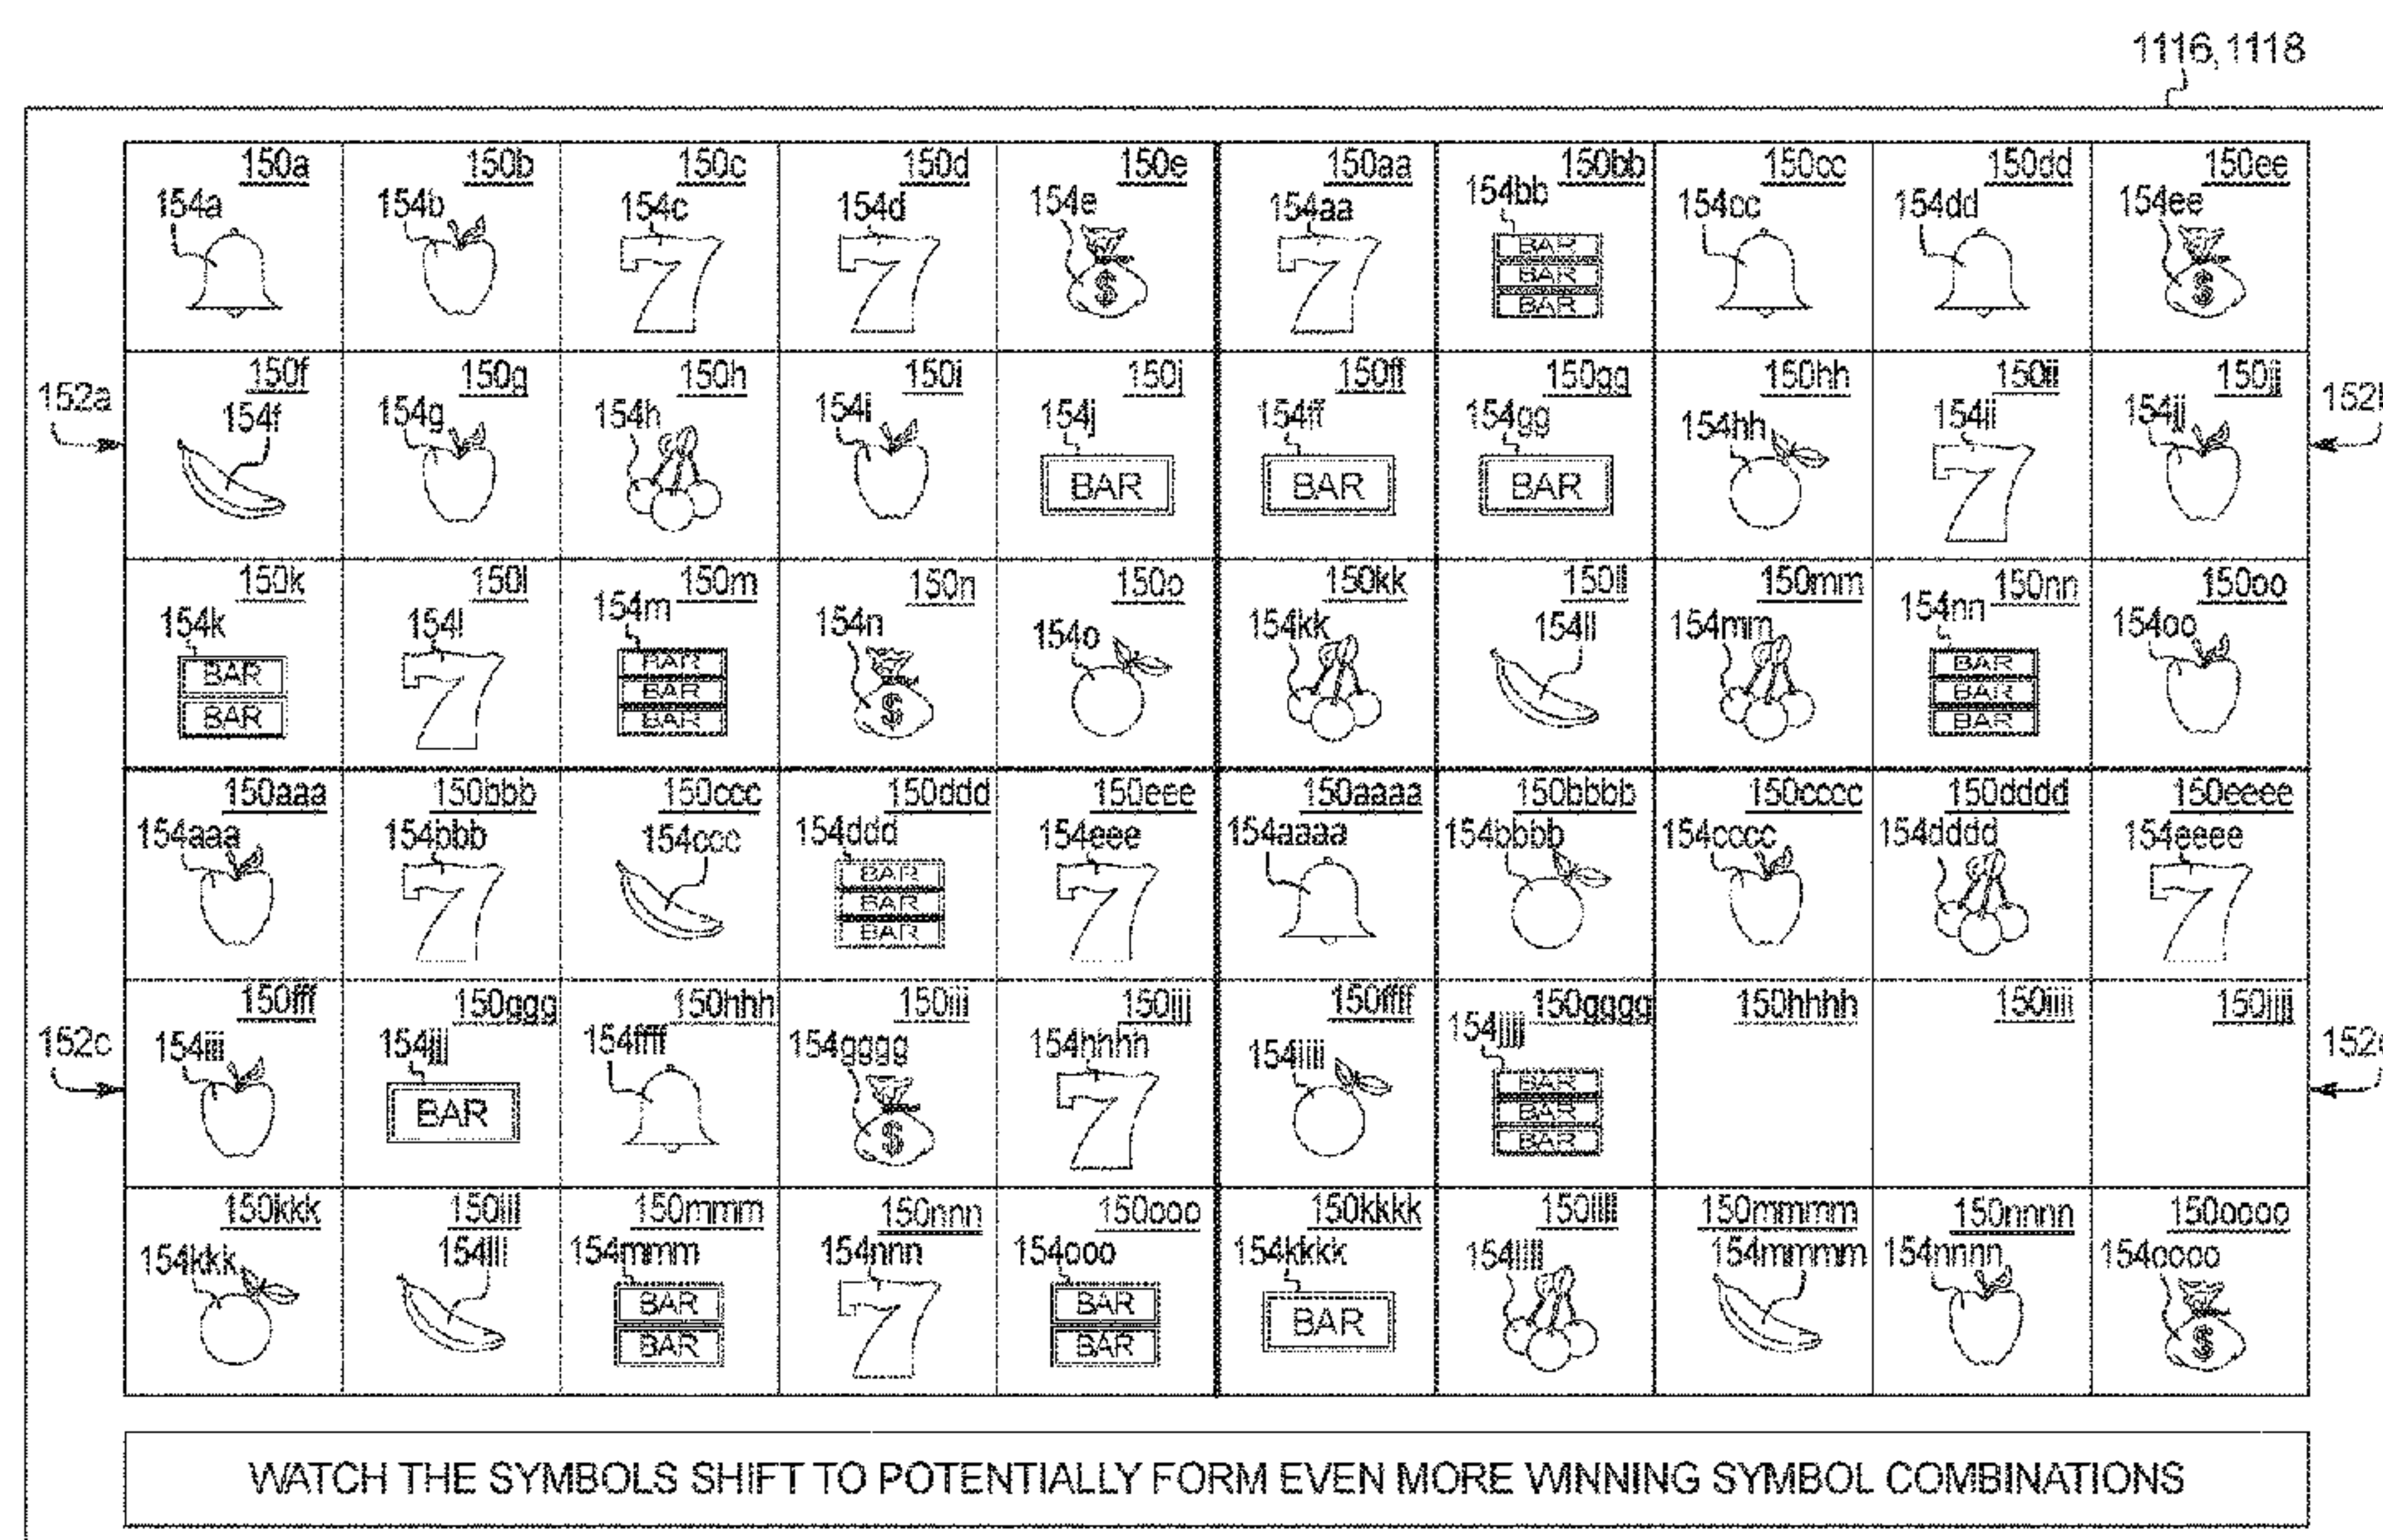 1116, 1118
150a 150b 150c 150d 150e 150aa 150bb 150cc 150dd 150ee
154a 154b 154c 154d 154e 154aa 154bb 154cc 154dd 154ee
$ BAR $
BAR
BAR
152a 150f 150g 150h 150i 150j 150ff 150gg 150hh 150ii 150jj
154f 154g 154h 154i 154j 154ff 154gg 154hh 154ii 154jj
BAR BAR BAR
150k 150l 150m 150n 150o 150kk 150ll 150mm 150nn 150oo
154k 154l 154m 154n 154o 154kk 154ll 154mm 154nn 154oo
BAR BAR $ BAR
BAR BAR BAR
BAR BAR
150aaa 150bbb 150ccc 150ddd 150eee 150aaaa 150bbbb 150cccc 150dddd 150eeee
154aaa 154bbb 154ccc 154ddd 154eee 154aaaa 154bbbb 154cccc 154dddd 154eeee
BAR
BAR
BAR
152c 150fff 150ggg 150hhh 150iii 150jjj 150ffff 150gggg 150hhhh 150iiii 150jjjj
154iii 154jjj 154ffff 154gggg 154hhhh 154iiii 154jjjj
BAR $ BAR
BAR
BAR
150kkk 150lll 150mmm 150nnn 150ooo 150kkkk 150llll 150mmmm 150nnnn 150oooo
154kkk 154lll 154mmm 154nnn 154ooo 154kkkk 154llll 154mmmm 154nnnn 154oooo
BAR BAR BAR $
BAR BAR
WATCH THE SYMBOLS SHIFT TO POTENTIALLY FORM EVEN MORE WINNING SYMBOL COMBINATIONS